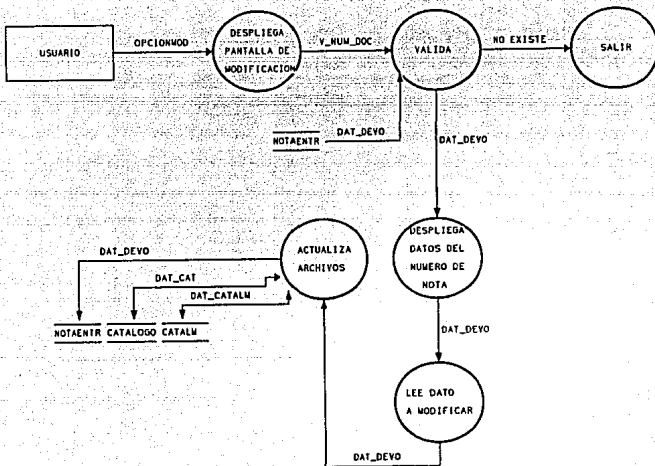 USUARIO
OPCIONMOD
DESPLIEGA
PANTALLA DE
MODIFICACION
V_NUM_DOC
VALIDA
NO EXISTE
SALIR
NOTAENTR
DAT_DEVO
DAT_DEVO
DESPLIEGA
DATOS DEL
NUMERO DE
NOTA
ACTUALIZA
ARCHIVOS
DAT_DEVO
DAT_CAT
DAT_CATALM
NOTAENTR
CATALOGO
CATALM
DAT_DEVO
LEE DATO
A MODIFICAR
DAT_DEVO